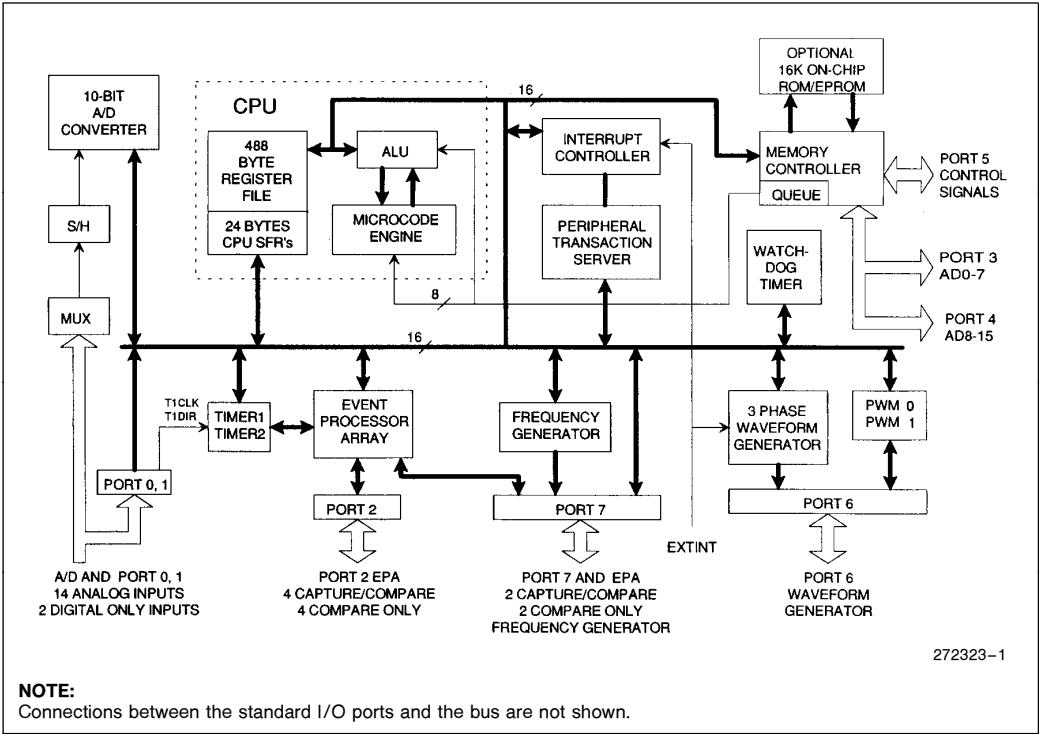 OPTIONAL
16K ON-CHIP
ROM/EPROM
10-BIT
A/D
CONVERTER
CPU
16
488
BYTE
REGISTER
FILE
ALU
INTERRUPT
CONTROLLER
MEMORY
CONTROLLER
QUEUE
PORT 5
CONTROL
SIGNALS
S/H
24 BYTES
CPU SFR's
MICROCODE
ENGINE
PERIPHERAL
TRANSACTION
SERVER
WATCH-
DOG
TIMER
PORT 3
AD0-7
MUX
8
PORT 4
AD8-15
16
T1CLK
T1DIR
TIMER1
TIMER2
EVENT
PROCESSOR
ARRAY
FREQUENCY
GENERATOR
3 PHASE
WAVEFORM
GENERATOR
PWM 0
PWM 1
PORT 0, 1
PORT 2
PORT 7
PORT 6
EXTINT
A/D AND PORT 0, 1
14 ANALOG INPUTS
2 DIGITAL ONLY INPUTS
PORT 2 EPA
4 CAPTURE/COMPARE
4 COMPARE ONLY
PORT 7 AND EPA
2 CAPTURE/COMPARE
2 COMPARE ONLY
FREQUENCY GENERATOR
PORT 6
WAVEFORM
GENERATOR
272323-1
NOTE:
Connections between the standard I/O ports and the bus are not shown.